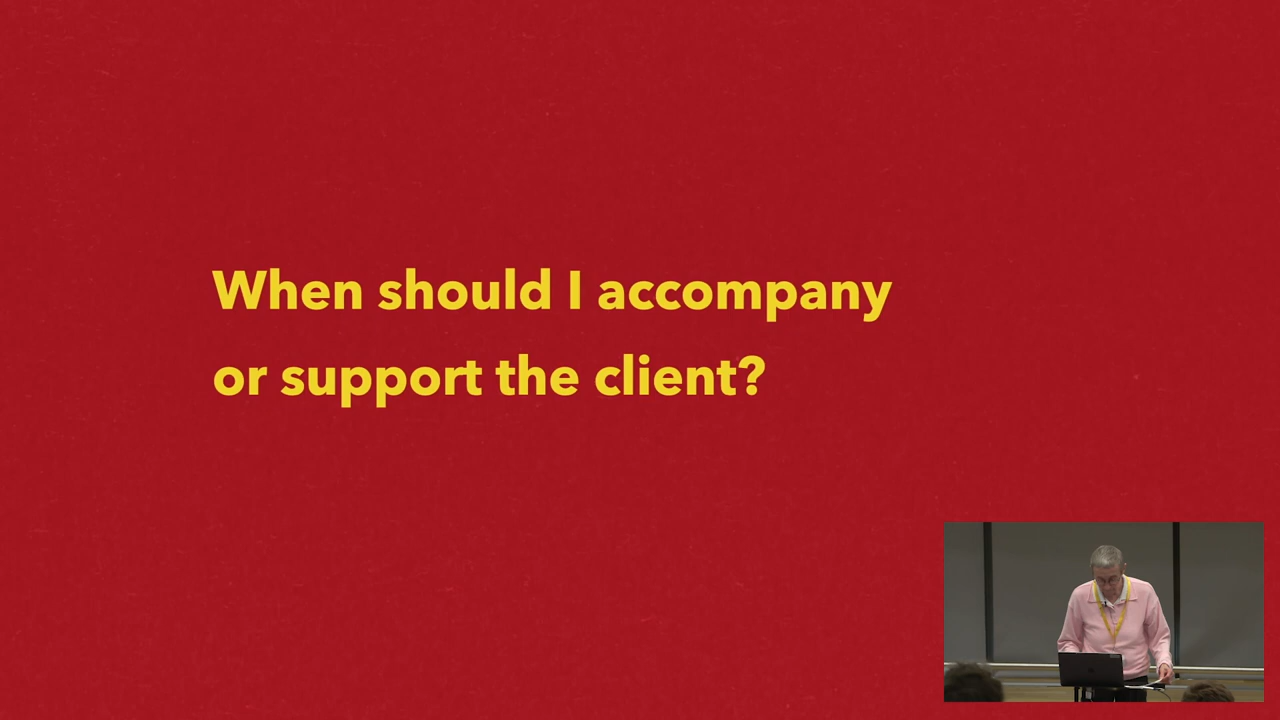 When should I accompany
or support the client?